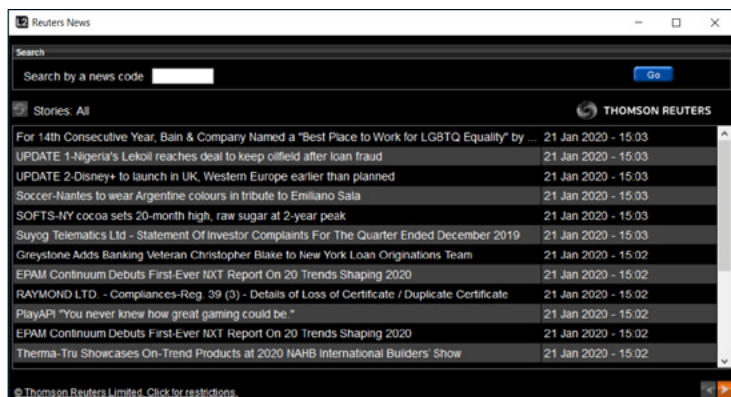 L2 Reuters News
Search
Search by a news code Go
Stories: All THOMSON REUTERS
For 14th Consecutive Year, Bain & Company Named a "Best Place to Work for LGBTQ Equality" by ... 21 Jan 2020 - 15:03
UPDATE 1-Nigeria's Lekoil reaches deal to keep oilfield after loan fraud 21 Jan 2020 - 15:03
UPDATE 2-Disney+ to launch in UK, Western Europe earlier than planned 21 Jan 2020 - 15:03
Soccer-Nantes to wear Argentine colours in tribute to Emiliano Sala 21 Jan 2020 - 15:03
SOFTS-NY cocoa sets 20-month high, raw sugar at 2-year peak 21 Jan 2020 - 15:03
Suyog Telematics Ltd - Statement Of Investor Complaints For The Quarter Ended December 2019 21 Jan 2020 - 15:03
Greystone Adds Banking Veteran Christopher Blake to New York Loan Originations Team 21 Jan 2020 - 15:02
EPAM Continuum Debuts First-Ever NXT Report On 20 Trends Shaping 2020 21 Jan 2020 - 15:02
RAYMOND LTD. - Compliances-Reg. 39 (3) - Details of Loss of Certificate / Duplicate Certificate 21 Jan 2020 - 15:02
PlayAPI "You never knew how great gaming could be." 21 Jan 2020 - 15:02
EPAM Continuum Debuts First-Ever NXT Report On 20 Trends Shaping 2020 21 Jan 2020 - 15:02
Therma-Tru Showcases On-Trend Products at 2020 NAHB International Builders' Show 21 Jan 2020 - 15:02
© Thomson Reuters Limited. Click for restrictions.